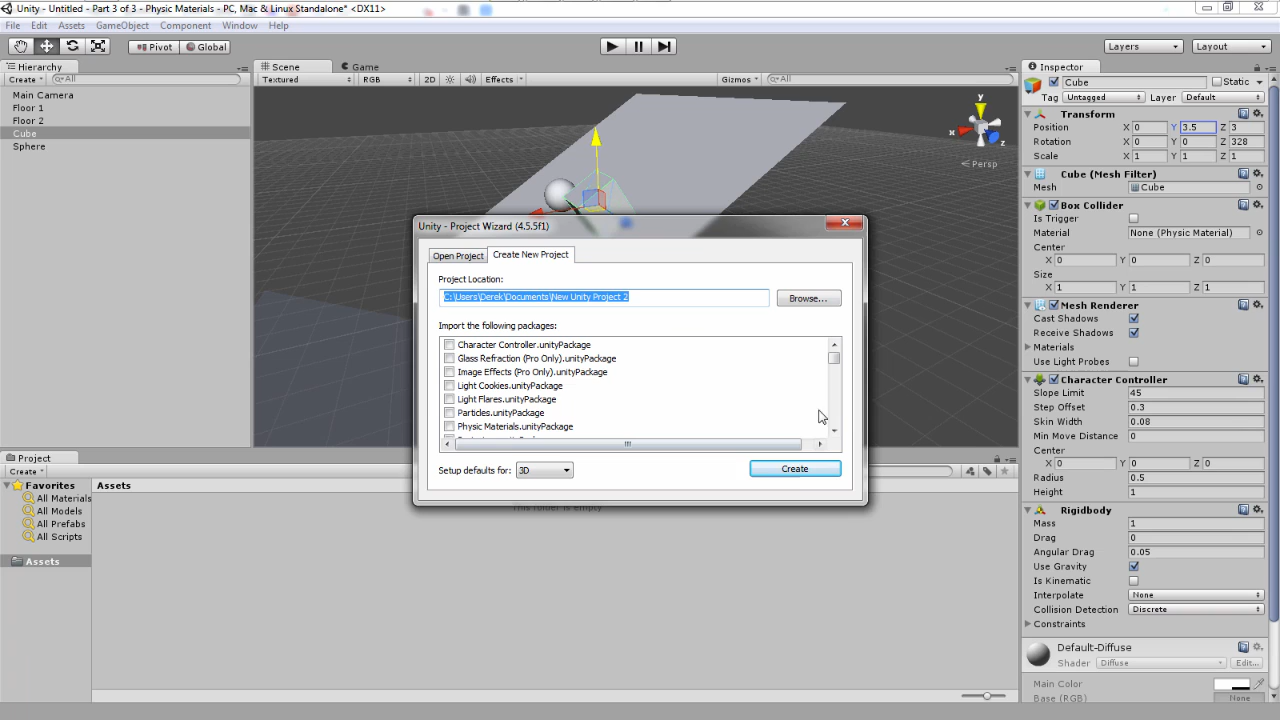 Unity - Untitled - Part 3 of 3 - Physic Materials - PC, Mac & Linux Standalone* <DX11>
File Edit Assets GameObject Component Window Help
Pivot Global Layers Layout
Hierarchy
Create All
Main Camera
Floor 1
Floor 2
Cube
Sphere
Scene Game
Textured RGB 2D Effects Gizmos All
y
x
z
Persp
Unity - Project Wizard (4.5.5f1)
Open Project Create New Project
Project Location:
C:\Users\Derek\Documents\New Unity Project 2
Browse...
Import the following packages:
Character Controller.unityPackage
Glass Refraction (Pro Only).unityPackage
Image Effects (Pro Only).unityPackage
Light Cookies.unityPackage
Light Flares.unityPackage
Particles.unityPackage
Physic Materials.unityPackage
Setup defaults for: 3D
Create
Project
Create
Favorites
All Materials
All Models
All Prefabs
All Scripts
Assets
Assets
This folder is empty
Inspector
Cube Static
Tag Untagged Layer Default
Transform
Position X 0 Y 3.5 Z 3
Rotation X 0 Y 0 Z 328
Scale X 1 Y 1 Z 1
Cube (Mesh Filter)
Mesh Cube
Box Collider
Is Trigger
Material None (Physic Material)
Center
X 0 Y 0 Z 0
Size
X 1 Y 1 Z 1
Mesh Renderer
Cast Shadows
Receive Shadows
Materials
Use Light Probes
Character Controller
Slope Limit 45
Step Offset 0.3
Skin Width 0.08
Min Move Distance 0
Center
X 0 Y 0 Z 0
Radius 0.5
Height 1
Rigidbody
Mass 1
Drag 0
Angular Drag 0.05
Use Gravity
Is Kinematic
Interpolate None
Collision Detection Discrete
Constraints
Default-Diffuse
Shader Diffuse Edit...
Main Color
Base (RGB) None